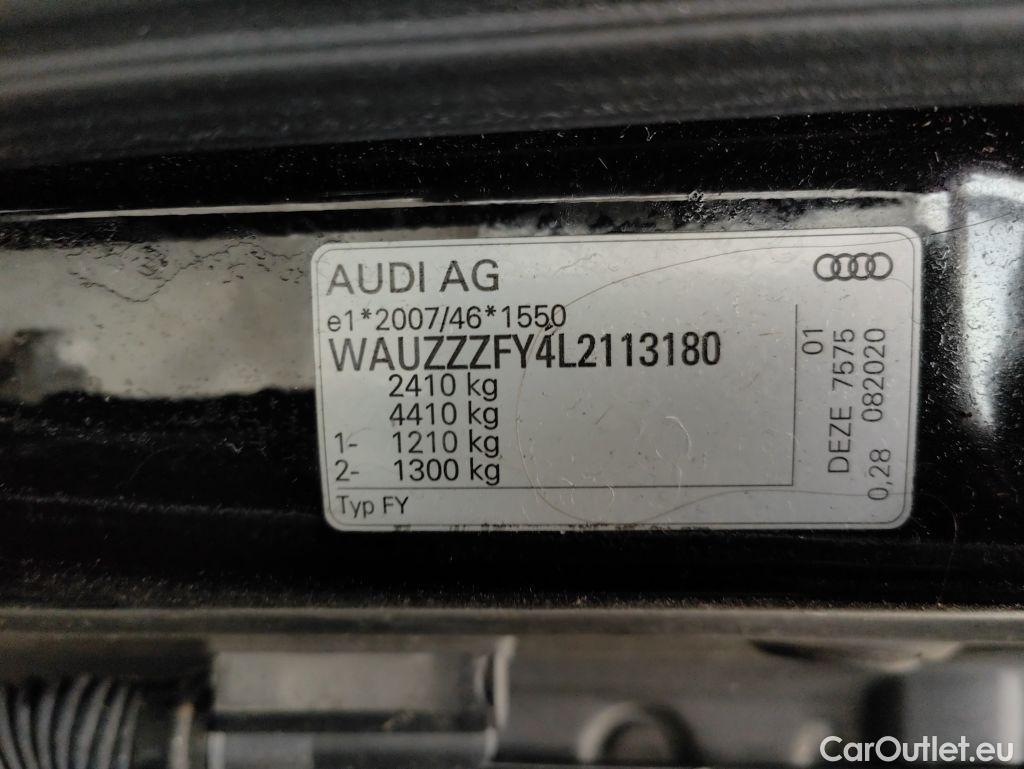 AUDI AG
e1*2007/46*1550
WAUZZZFY4L2113180
2410 kg
4410 kg
1- 1210 kg
2- 1300 kg
Typ FY
01
DEZE 7575
0,28 082020
CarOutlet.eu